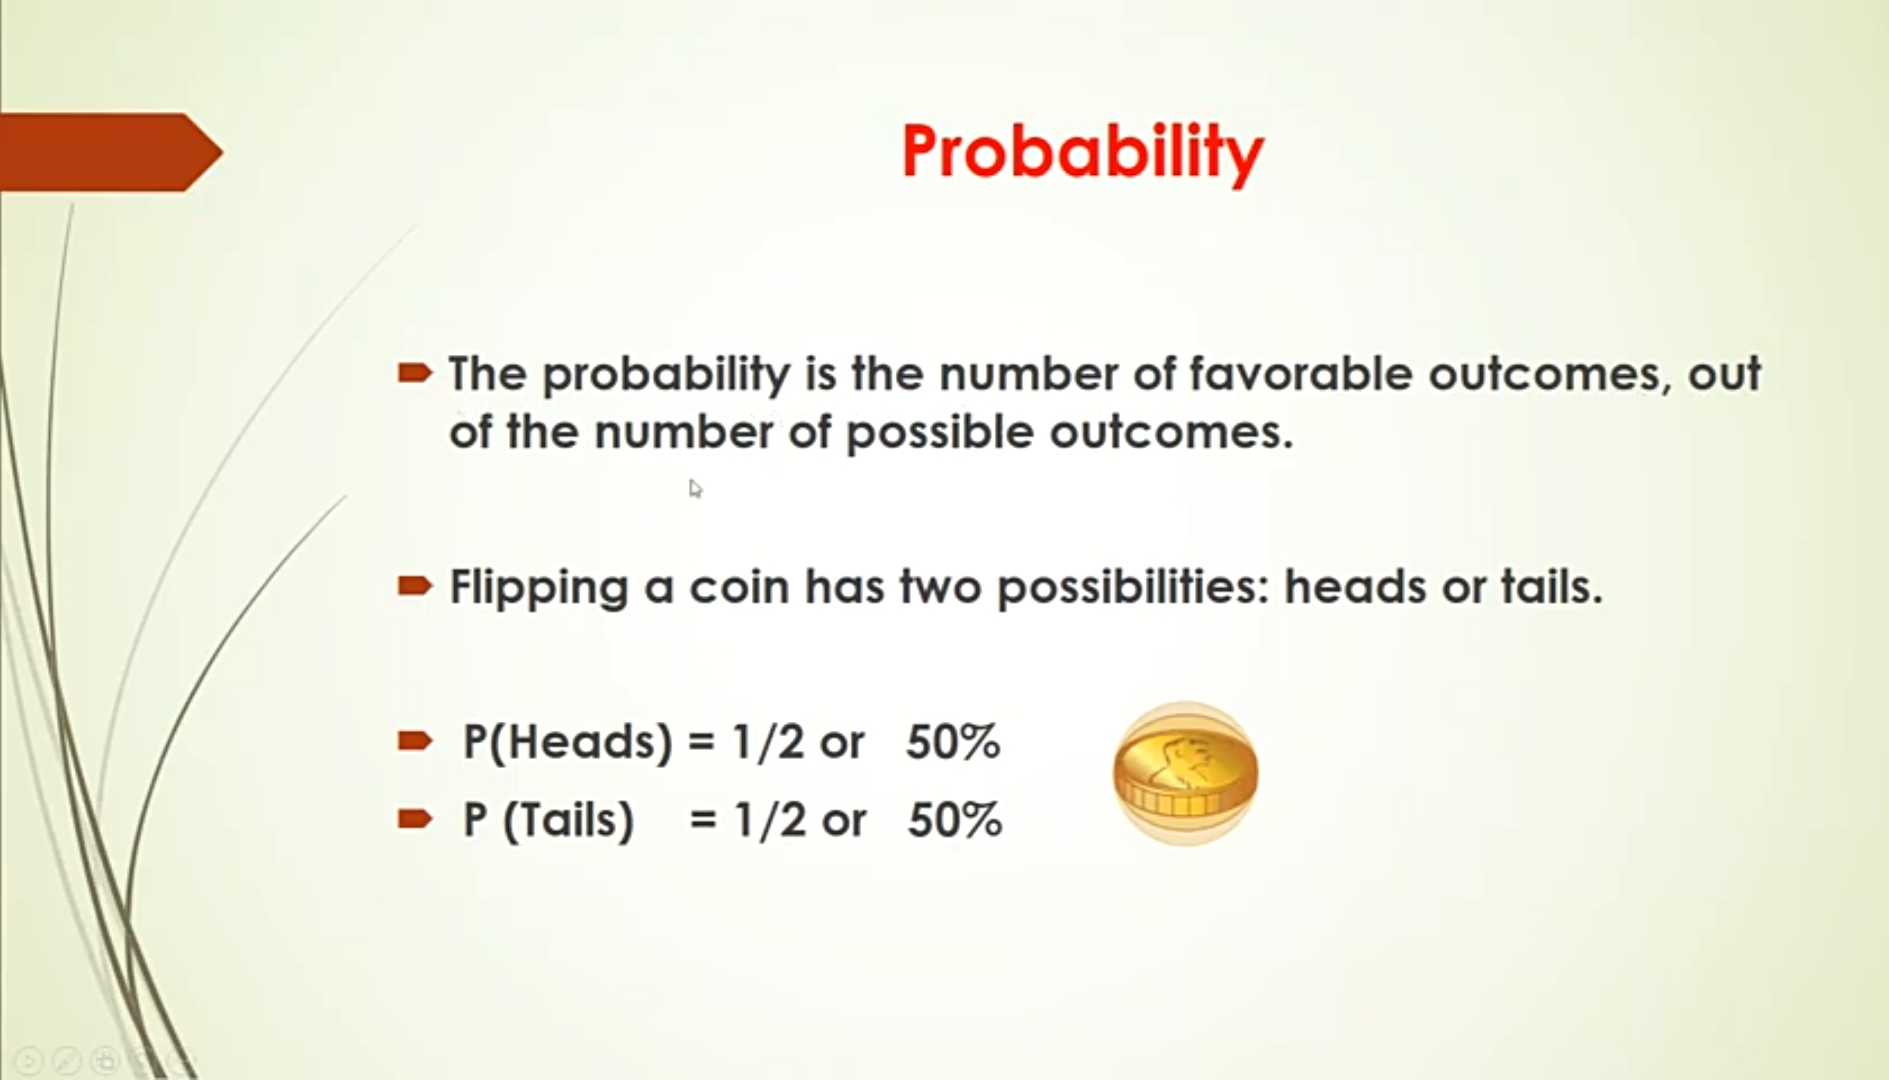 Probability
The probability is the number of favorable outcomes, out
of the number of possible outcomes.
Flipping a coin has two possibilities: heads or tails.
P(Heads) = 1/2 or 50%
P (Tails) = 1/2 or 50%